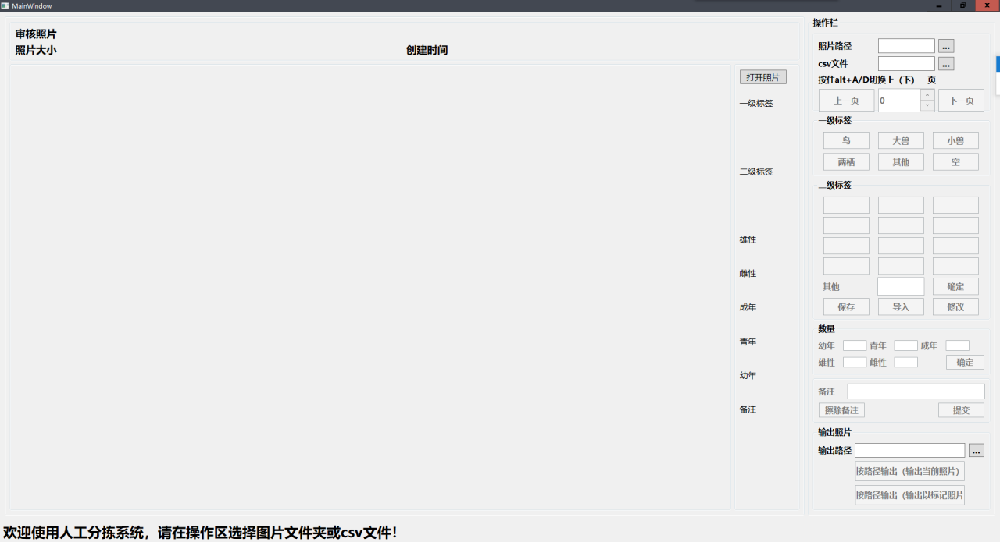 MainWindow
审核照片
照片大小
创建时间
打开照片
一级标签
二级标签
雄性
雌性
成年
青年
幼年
备注
操作栏
照片路径 ...
csv文件 ...
按住alt+A/D切换上（下）一页
上一页 0 下一页
一级标签
鸟 大兽 小兽
两栖 其他 空
二级标签
其他 确定
保存 导入 修改
数量
幼年 青年 成年
雄性 雌性 确定
备注
擦除备注 提交
输出照片
输出路径 ...
按路径输出（输出当前照片）
按路径输出（输出以标记照片
欢迎使用人工分拣系统，请在操作区选择图片文件夹或csv文件！